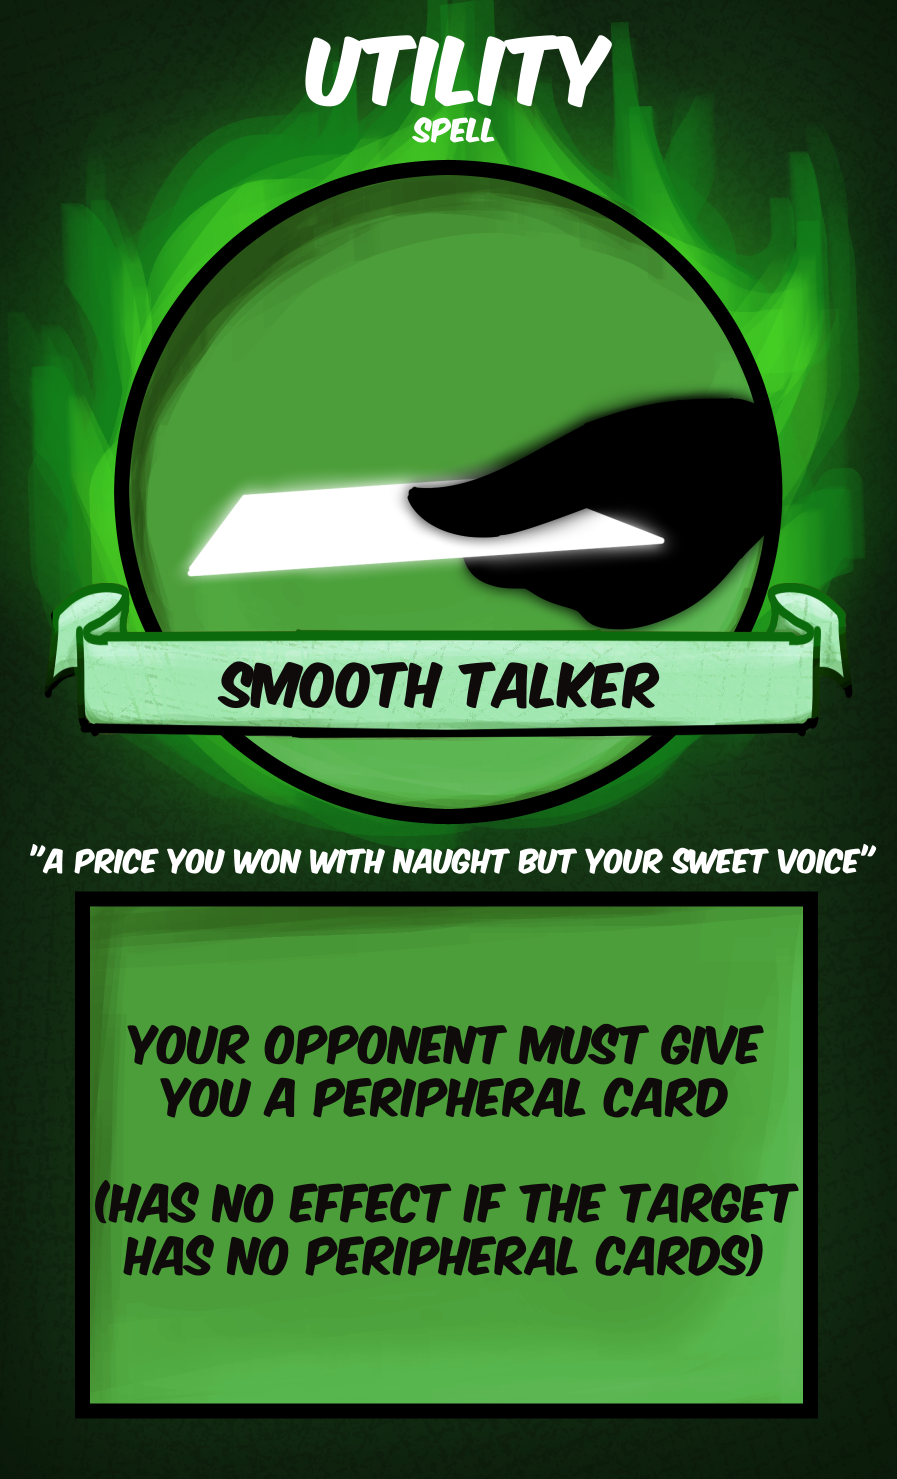 UTILITY
SPELL
SMOOTH TALKER
"A PRICE YOU WON WITH NAUGHT BUT YOUR SWEET VOICE"
YOUR OPPONENT MUST GIVE
YOU A PERIPHERAL CARD
(HAS NO EFFECT IF THE TARGET
HAS NO PERIPHERAL CARDS)